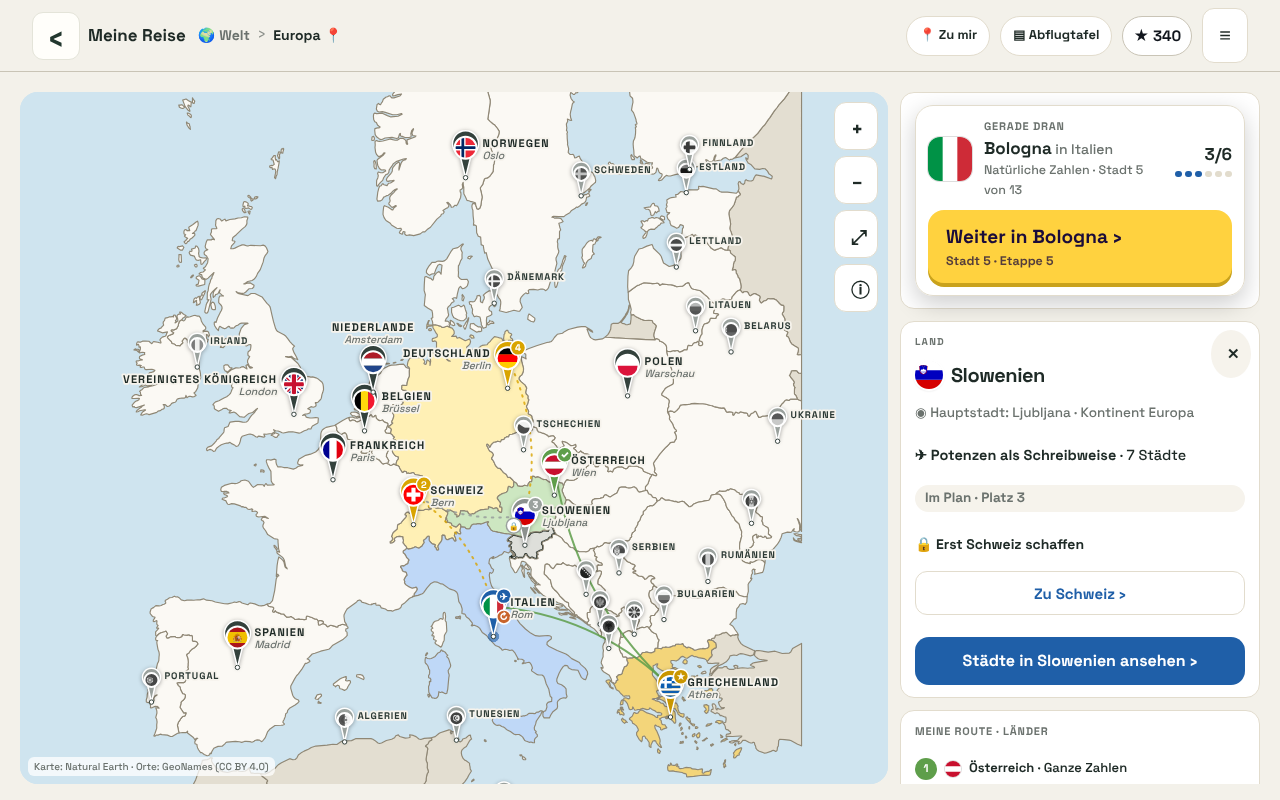 < Meine Reise 🌍 Welt > Europa 📍
📍 Zu mir
▤ Abflugtafel
★ 340
≡
NORWEGEN
Oslo
FINNLAND
SCHWEDEN
ESTLAND
LETTLAND
DÄNEMARK
LITAUEN
BELARUS
NIEDERLANDE
Amsterdam
IRLAND
DEUTSCHLAND
Berlin
4
POLEN
Warschau
VEREINIGTES KÖNIGREICH
London
BELGIEN
Brüssel
UKRAINE
TSCHECHIEN
FRANKREICH
Paris
ÖSTERREICH
Wien
SCHWEIZ
Bern
2
SLOWENIEN
Ljubljana
3
SERBIEN
RUMÄNIEN
BULGARIEN
ITALIEN
Rom
SPANIEN
Madrid
PORTUGAL
GRIECHENLAND
Athen
ALGERIEN
TUNESIEN
Karte: Natural Earth · Orte: GeoNames (CC BY 4.0)
+
−
⤢
ⓘ
GERADE DRAN
Bologna in Italien
3/6
Natürliche Zahlen · Stadt 5
von 13
Weiter in Bologna >
Stadt 5 · Etappe 5
LAND
✕
Slowenien
◉ Hauptstadt: Ljubljana · Kontinent Europa
✈ Potenzen als Schreibweise · 7 Städte
Im Plan · Platz 3
🔒 Erst Schweiz schaffen
Zu Schweiz >
Städte in Slowenien ansehen >
MEINE ROUTE · LÄNDER
1 Österreich · Ganze Zahlen